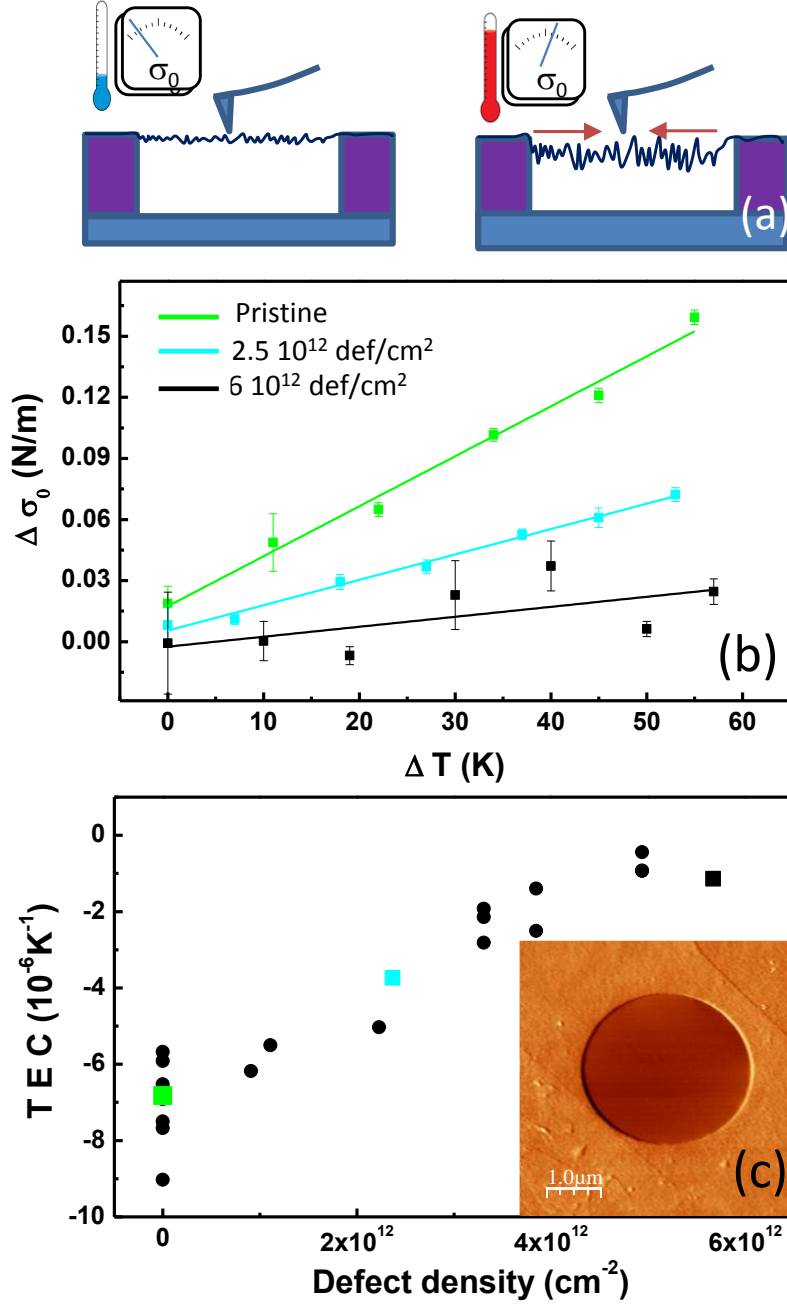 σ0
σ0
(a)
Pristine
2.5 10¹² def/cm²
6 10¹² def/cm²
0.15
0.12
0.09
0.06
0.03
0.00
Δ σ₀ (N/m)
(b)
0 10 20 30 40 50 60
Δ T (K)
0
-2
-4
-6
-8
-10
T E C (10⁻⁶K⁻¹)
1.0µm
(c)
0 2x10¹² 4x10¹² 6x10¹²
Defect density (cm⁻²)